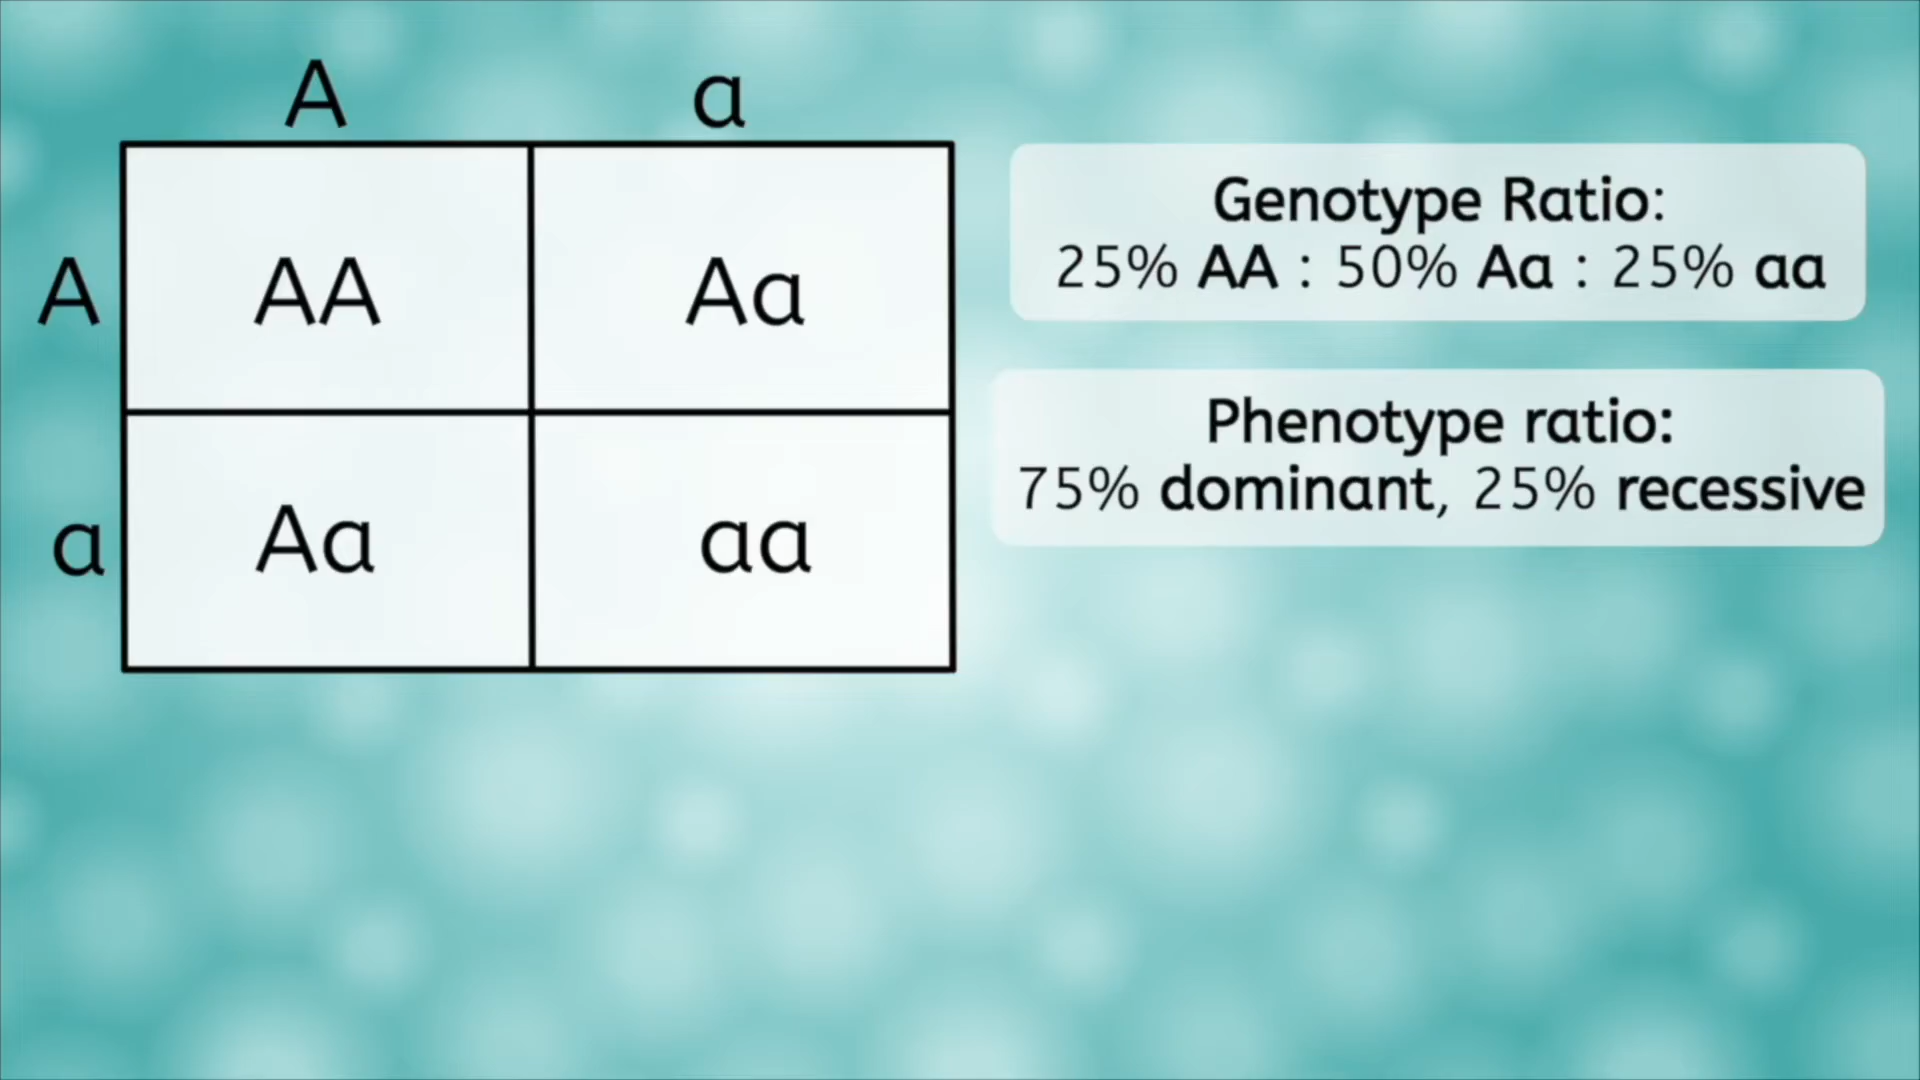 A a
A AA Aa
a Aa aa
Genotype Ratio:
25% AA : 50% Aa : 25% aa
Phenotype ratio:
75% dominant, 25% recessive